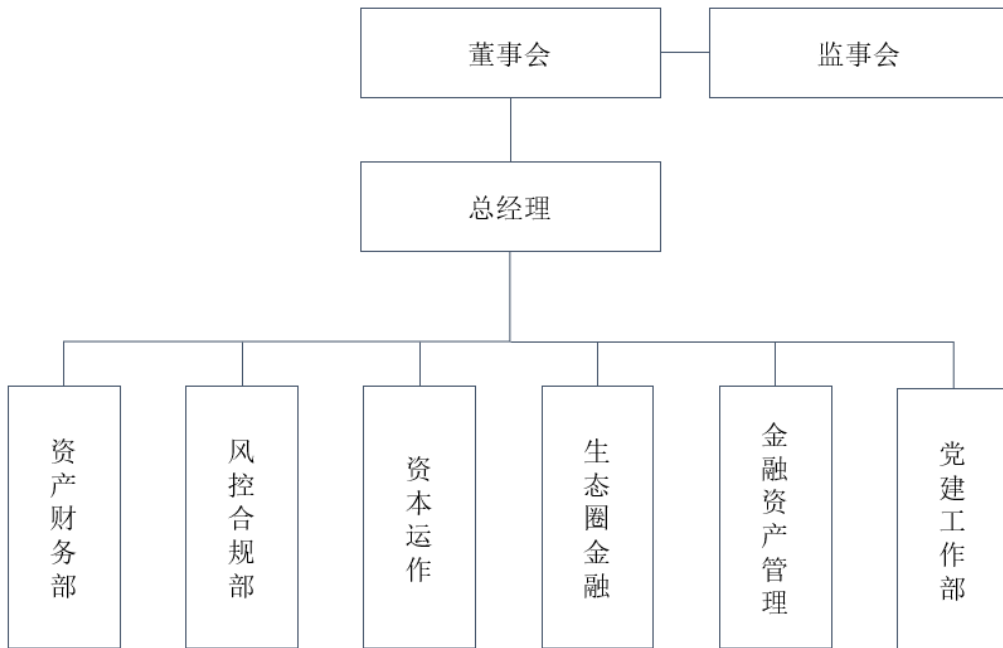 董事会
监事会
总经理
资产财务部
风控合规部
资本运作
生态圈金融
金融资产管理
党建工作部